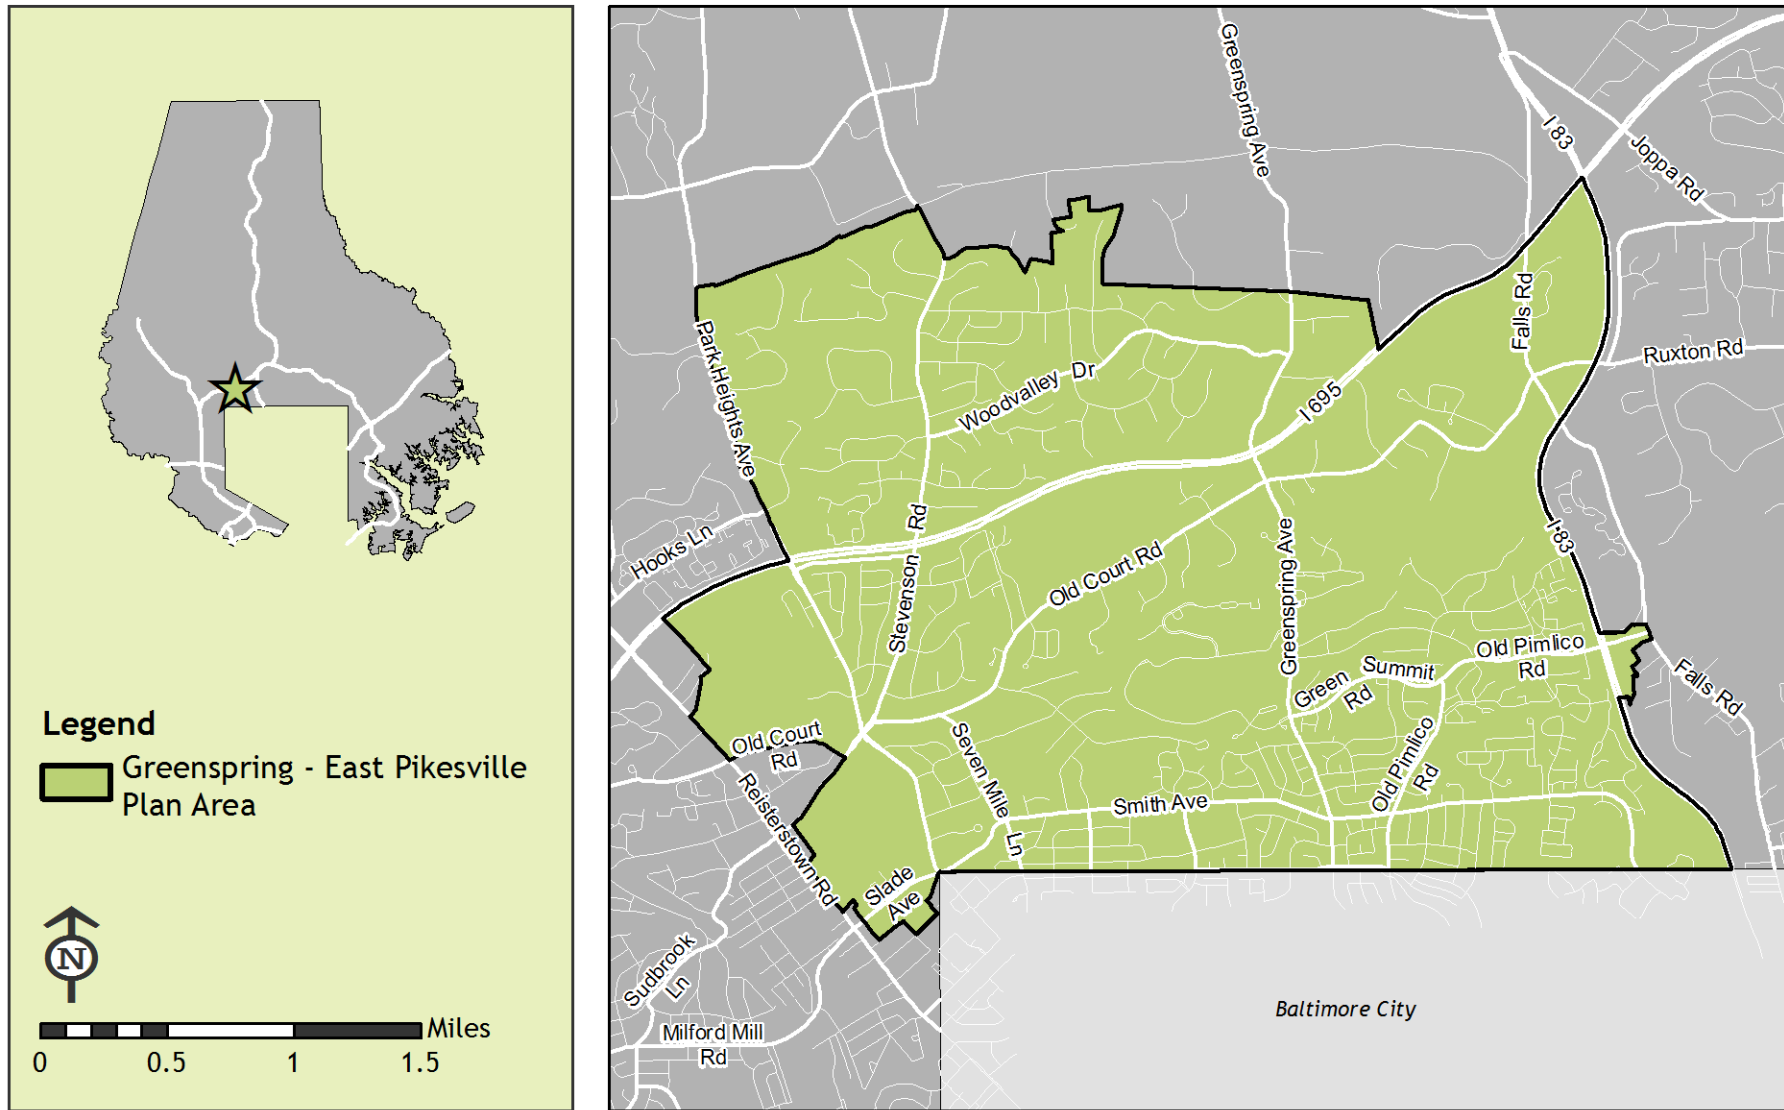 Legend
Greenspring - East Pikesville
Plan Area
N
Miles
0
0.5
1
1.5
Greenspring Ave
I 83
Joppa Rd
Falls Rd
Ruxton Rd
Park Heights Ave
Woodvalley Dr
I 695
Hooks Ln
Stevenson Rd
Old Court Rd
Greenspring Ave
I 83
Old Pimlico
Rd
Green Summit
Rd
Falls Rd
Old Court
Rd
Seven Mile Ln
Old Pimlico
Rd
Smith Ave
Reisterstown Rd
Slade
Ave
Sudbrook
Ln
Milford Mill
Rd
Baltimore City